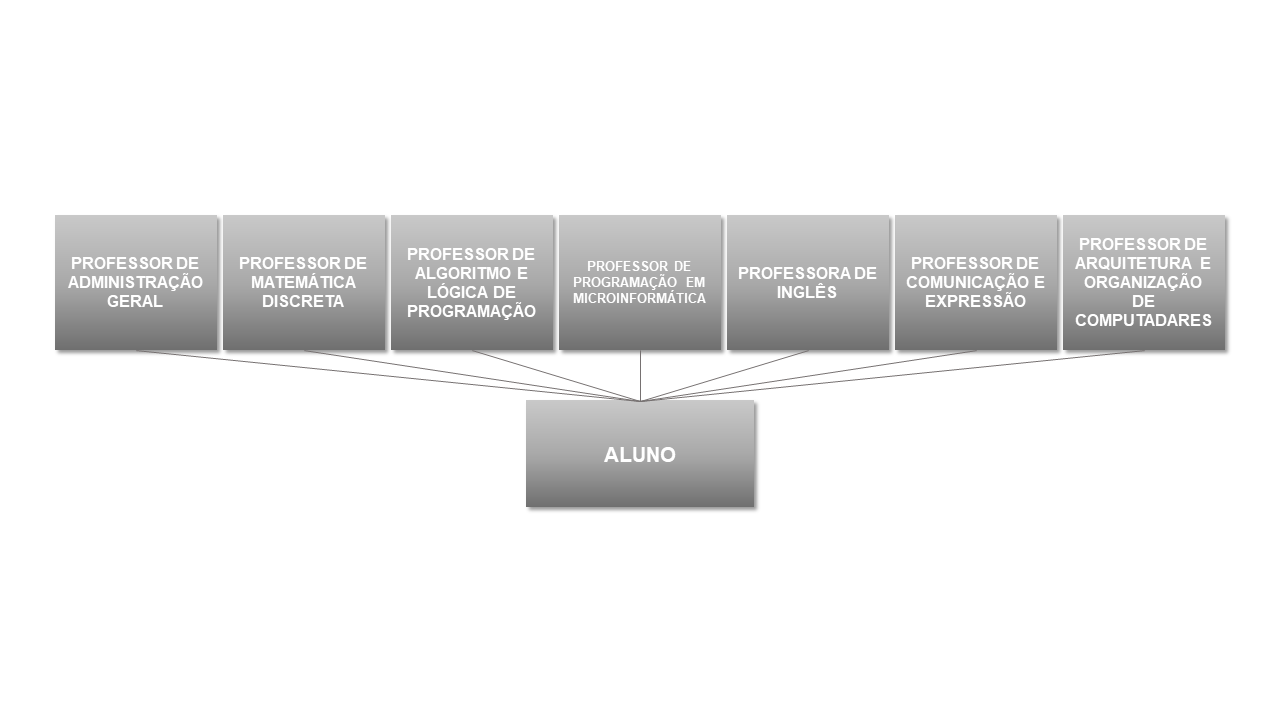 PROFESSOR DE
ADMINISTRAÇÃO
GERAL
PROFESSOR DE
MATEMÁTICA
DISCRETA
PROFESSOR DE
ALGORITMO E
LÓGICA DE
PROGRAMAÇÃO
PROFESSOR DE
PROGRAMAÇÃO EM
MICROINFORMÁTICA
PROFESSORA DE
INGLÊS
PROFESSOR DE
COMUNICAÇÃO E
EXPRESSÃO
PROFESSOR DE
ARQUITETURA E
ORGANIZAÇÃO
DE
COMPUTADARES
ALUNO